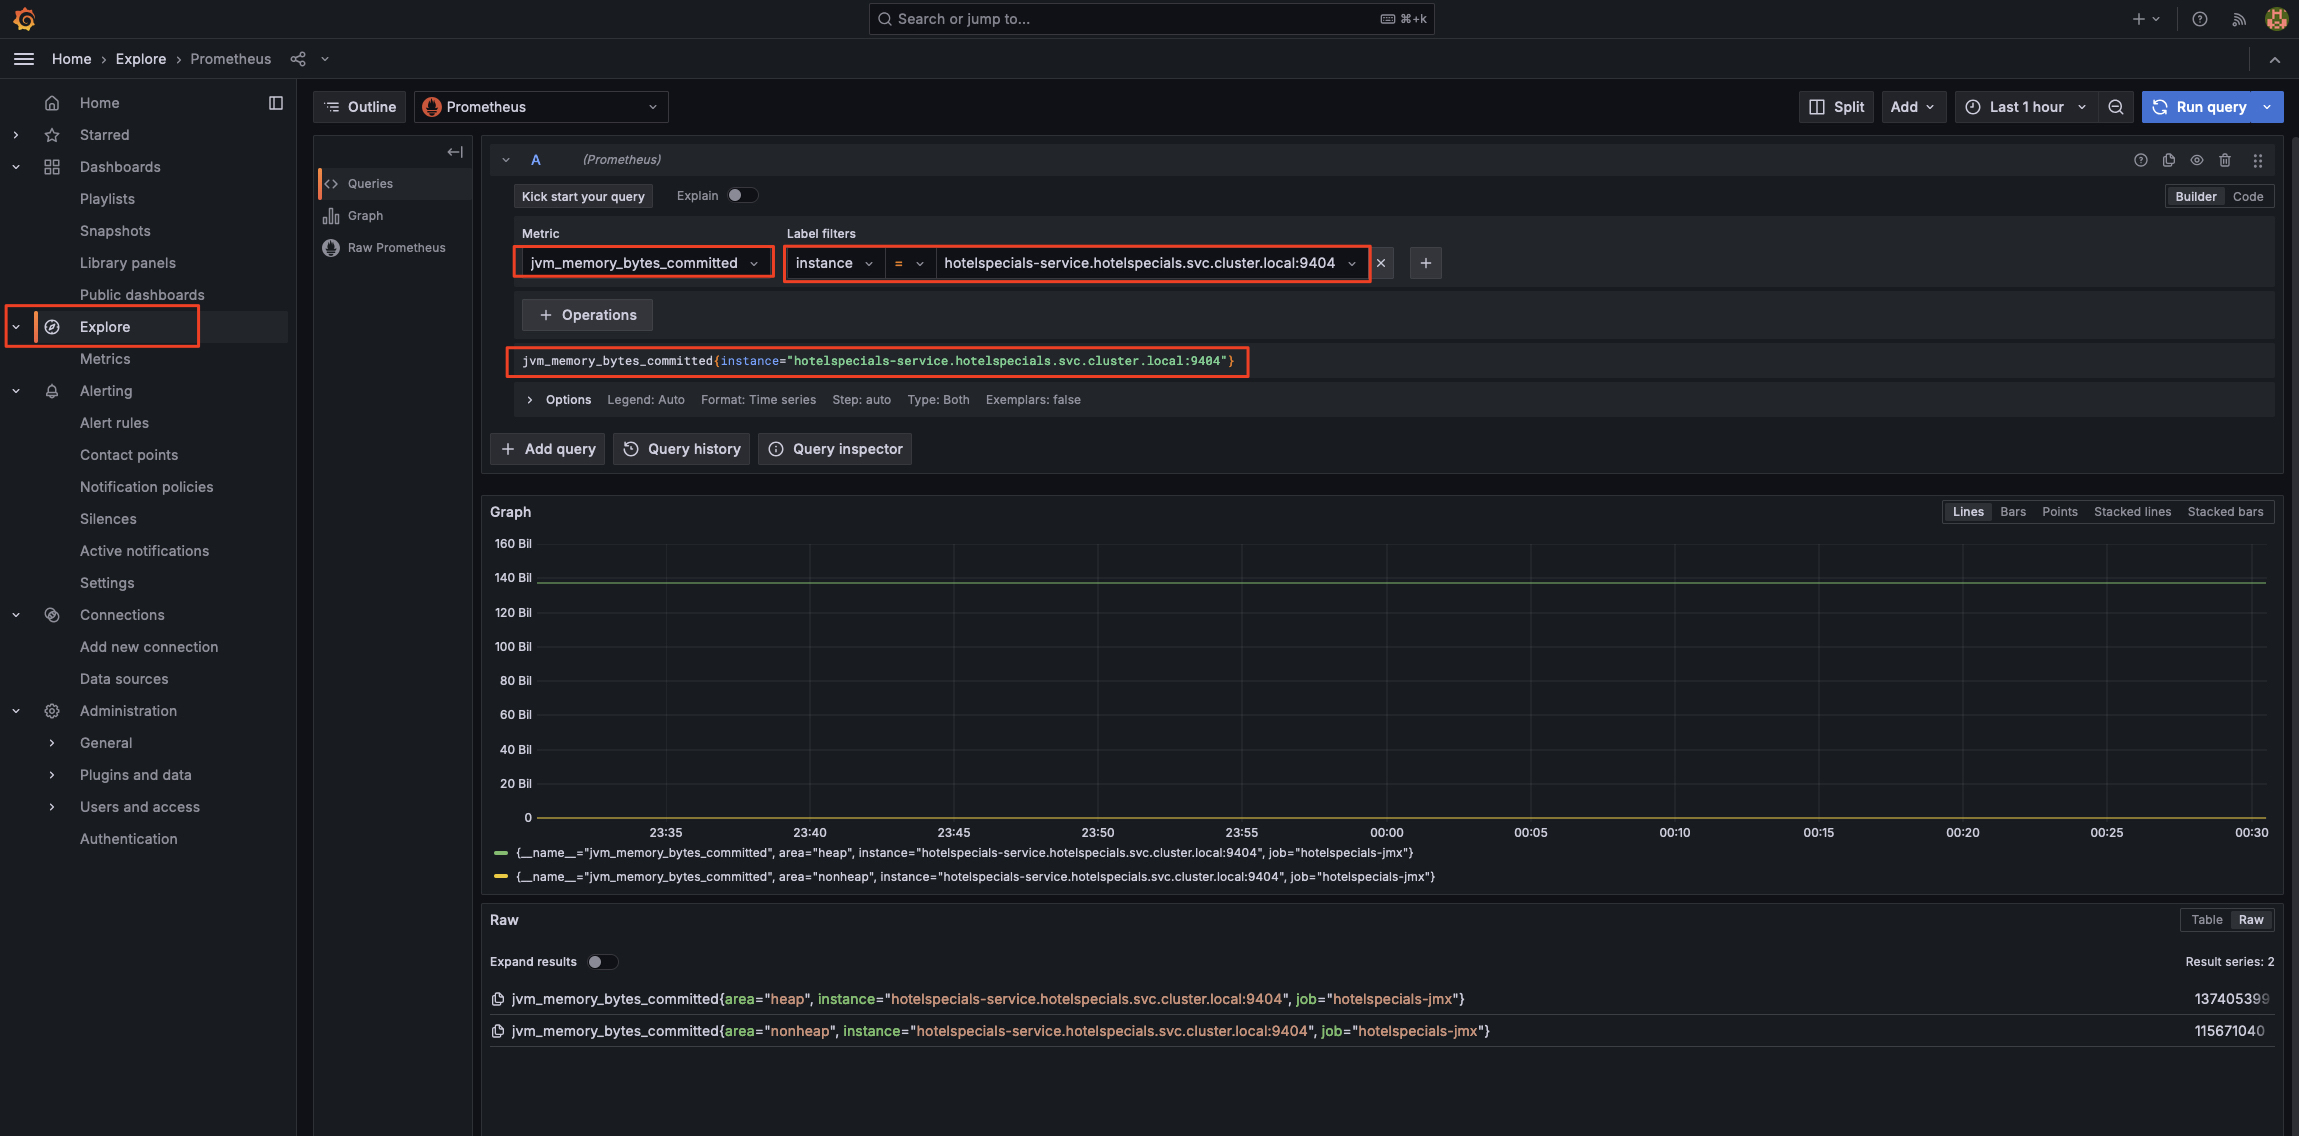 Search or jump to... ⌘+k
Home › Explore › Prometheus
Home
Starred
Dashboards
Playlists
Snapshots
Library panels
Public dashboards
Explore
Metrics
Alerting
Alert rules
Contact points
Notification policies
Silences
Active notifications
Settings
Connections
Add new connection
Data sources
Administration
General
Plugins and data
Users and access
Authentication
Outline Prometheus Split Add Last 1 hour Run query
Queries
Graph
Raw Prometheus
A (Prometheus)
Kick start your query Explain Builder Code
Metric Label filters
jvm_memory_bytes_committed instance = hotelspecials-service.hotelspecials.svc.cluster.local:9404
+ Operations
jvm_memory_bytes_committed{instance="hotelspecials-service.hotelspecials.svc.cluster.local:9404"}
Options Legend: Auto Format: Time series Step: auto Type: Both Exemplars: false
+ Add query Query history Query inspector
Graph Lines Bars Points Stacked lines Stacked bars
160 Bil
140 Bil
120 Bil
100 Bil
80 Bil
60 Bil
40 Bil
20 Bil
0
23:35 23:40 23:45 23:50 23:55 00:00 00:05 00:10 00:15 00:20 00:25 00:30
{__name__="jvm_memory_bytes_committed", area="heap", instance="hotelspecials-service.hotelspecials.svc.cluster.local:9404", job="hotelspecials-jmx"}
{__name__="jvm_memory_bytes_committed", area="nonheap", instance="hotelspecials-service.hotelspecials.svc.cluster.local:9404", job="hotelspecials-jmx"}
Raw Table Raw
Expand results Result series: 2
jvm_memory_bytes_committed{area="heap", instance="hotelspecials-service.hotelspecials.svc.cluster.local:9404", job="hotelspecials-jmx"} 137405399
jvm_memory_bytes_committed{area="nonheap", instance="hotelspecials-service.hotelspecials.svc.cluster.local:9404", job="hotelspecials-jmx"} 115671040